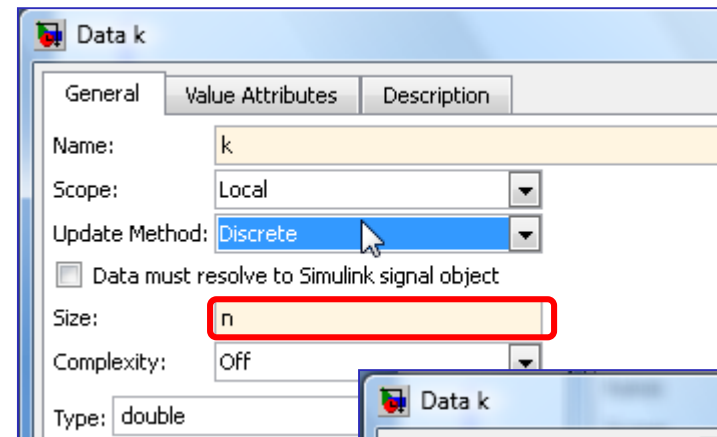 Data k
General Value Attributes Description
Name: k
Scope: Local
Update Method: Discrete
Data must resolve to Simulink signal object
Size: n
Complexity: Off
Type: double
Data k